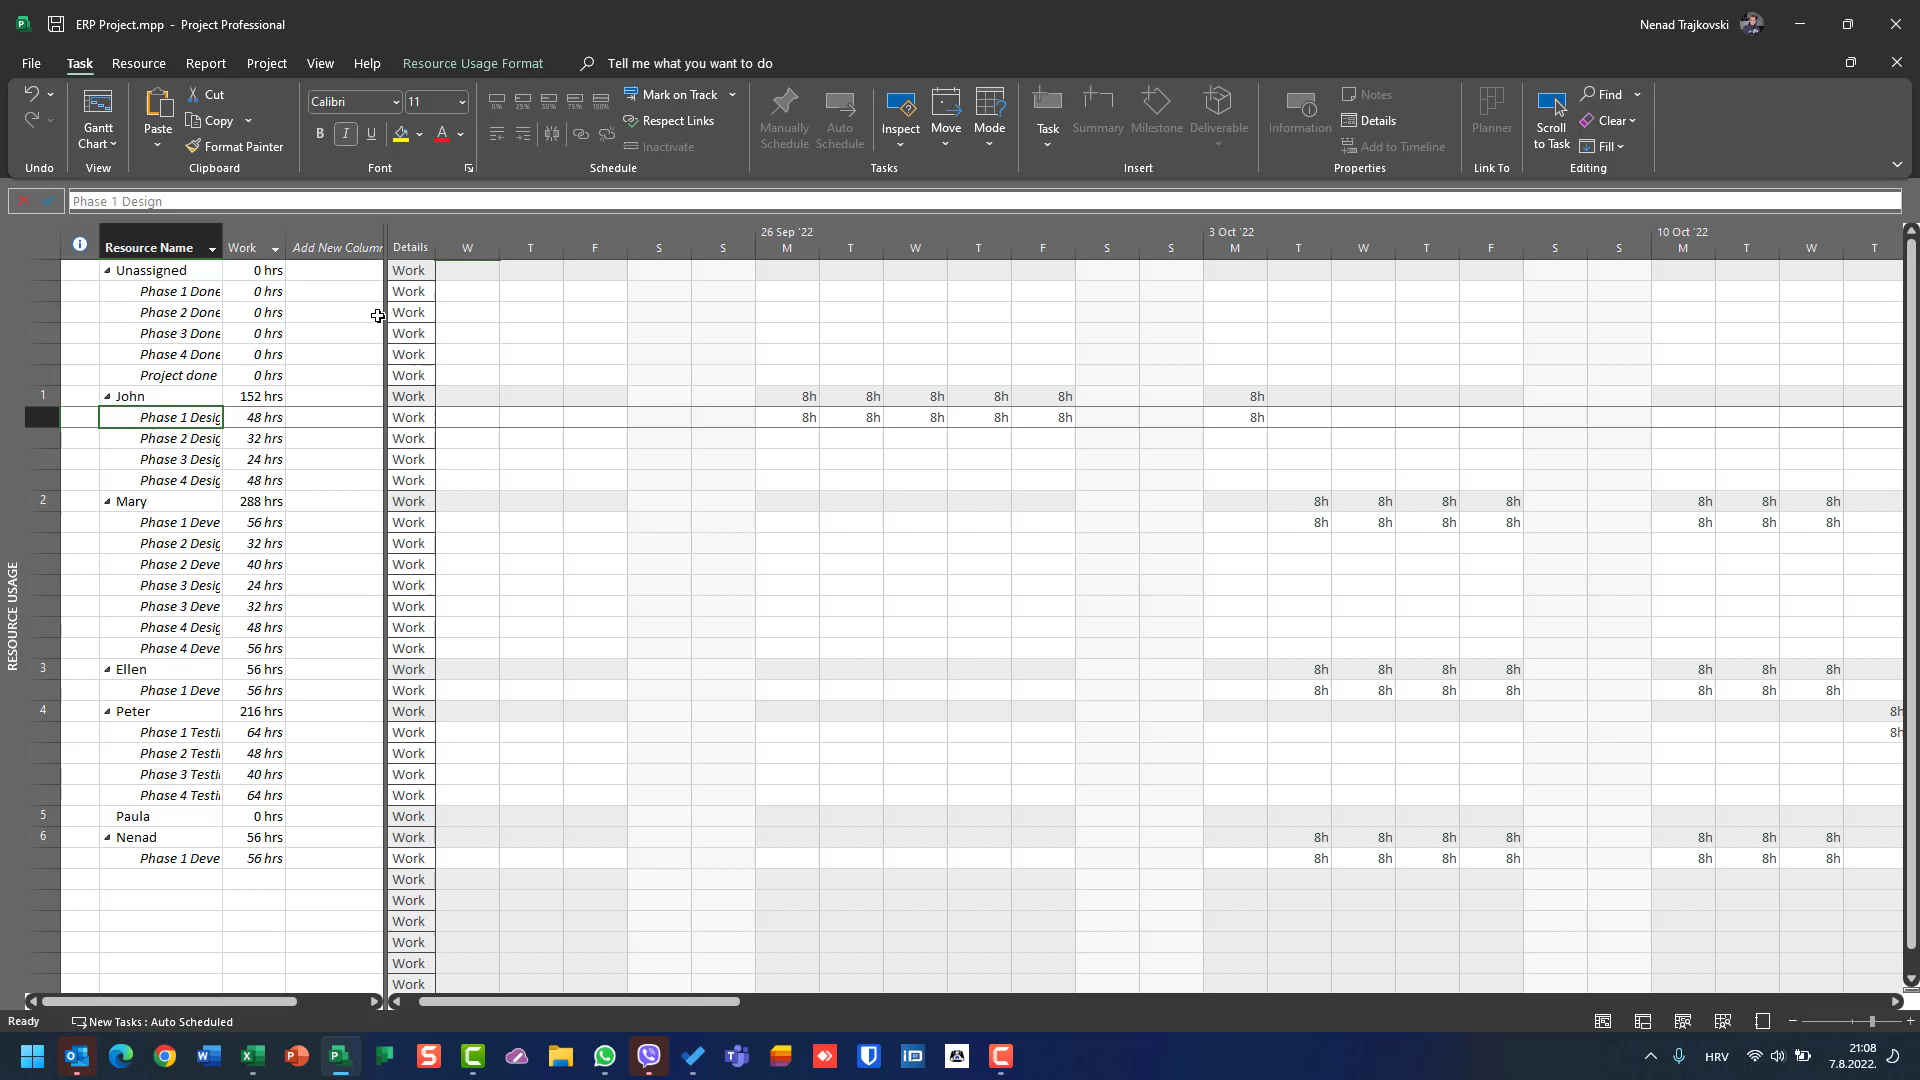 ERP Project.mpp - Project Professional
Nenad Trajkovski
File Task Resource Report Project View Help Resource Usage Format Tell me what you want to do
Gantt Chart
Paste
Cut
Copy
Format Painter
Calibri 11
B I U A
0% 25% 50% 75% 100%
Mark on Track
Respect Links
Inactivate
Manually Schedule
Auto Schedule
Inspect
Move
Mode
Task
Summary
Milestone
Deliverable
Information
Notes
Details
Add to Timeline
Planner
Scroll to Task
Find
Clear
Fill
Undo View Clipboard Font Schedule Tasks Insert Properties Link To Editing
Phase 1 Design
26 Sep '22 3 Oct '22 10 Oct '22
Resource Name Work Add New Column Details W T F S S M T W T F S S M T W T F S S M T W T
Unassigned 0 hrs Work
Phase 1 Done 0 hrs Work
Phase 2 Done 0 hrs Work
Phase 3 Done 0 hrs Work
Phase 4 Done 0 hrs Work
Project done 0 hrs Work
1 John 152 hrs Work 8h 8h 8h 8h 8h 8h
Phase 1 Desig 48 hrs Work 8h 8h 8h 8h 8h 8h
Phase 2 Desig 32 hrs Work
Phase 3 Desig 24 hrs Work
Phase 4 Desig 48 hrs Work
2 Mary 288 hrs Work 8h 8h 8h 8h 8h 8h 8h
Phase 1 Deve 56 hrs Work 8h 8h 8h 8h 8h 8h 8h
Phase 2 Desig 32 hrs Work
Phase 2 Deve 40 hrs Work
Phase 3 Desig 24 hrs Work
Phase 3 Deve 32 hrs Work
Phase 4 Desig 48 hrs Work
Phase 4 Deve 56 hrs Work
3 Ellen 56 hrs Work 8h 8h 8h 8h 8h 8h 8h
Phase 1 Deve 56 hrs Work 8h 8h 8h 8h 8h 8h 8h
4 Peter 216 hrs Work 8h
Phase 1 Testi 64 hrs Work 8h
Phase 2 Testi 48 hrs Work
Phase 3 Testi 40 hrs Work
Phase 4 Testi 64 hrs Work
5 Paula 0 hrs Work
6 Nenad 56 hrs Work 8h 8h 8h 8h 8h 8h 8h
Phase 1 Deve 56 hrs Work 8h 8h 8h 8h 8h 8h 8h
Work
Work
Work
Work
Work
Work
RESOURCE USAGE
Ready New Tasks : Auto Scheduled
HRV
21:08
7.8.2022.